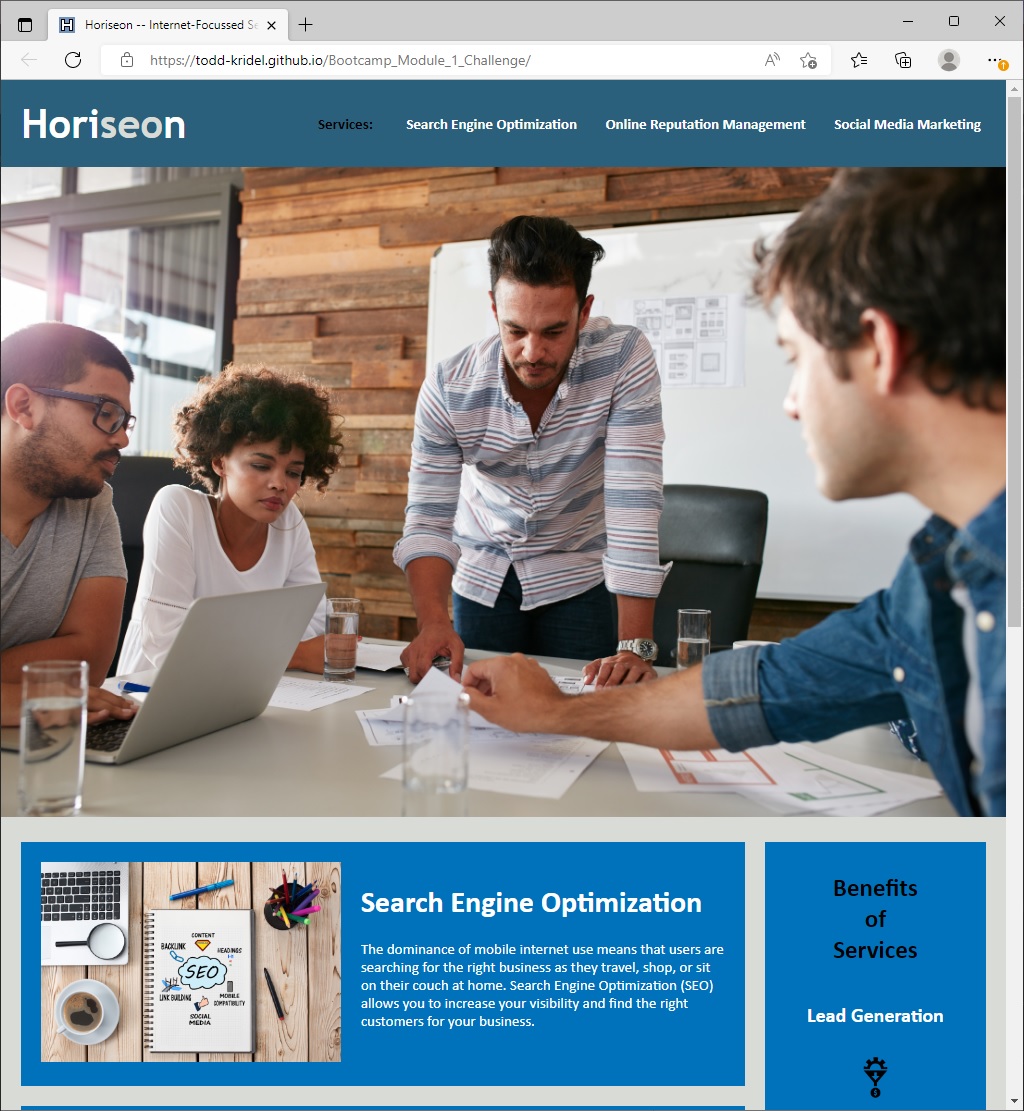 Horiseon -- Internet-Focussed Se
https://todd-kridel.github.io/Bootcamp_Module_1_Challenge/
Horiseon
Services:
Search Engine Optimization
Online Reputation Management
Social Media Marketing
CONTENT
BACKLINK
HEADINGS
SEO
LINK BUILDING
MOBILE
COMPATIBILITY
SOCIAL
MEDIA
Search Engine Optimization
The dominance of mobile internet use means that users are
searching for the right business as they travel, shop, or sit
on their couch at home. Search Engine Optimization (SEO)
allows you to increase your visibility and find the right
customers for your business.
Benefits
of
Services
Lead Generation